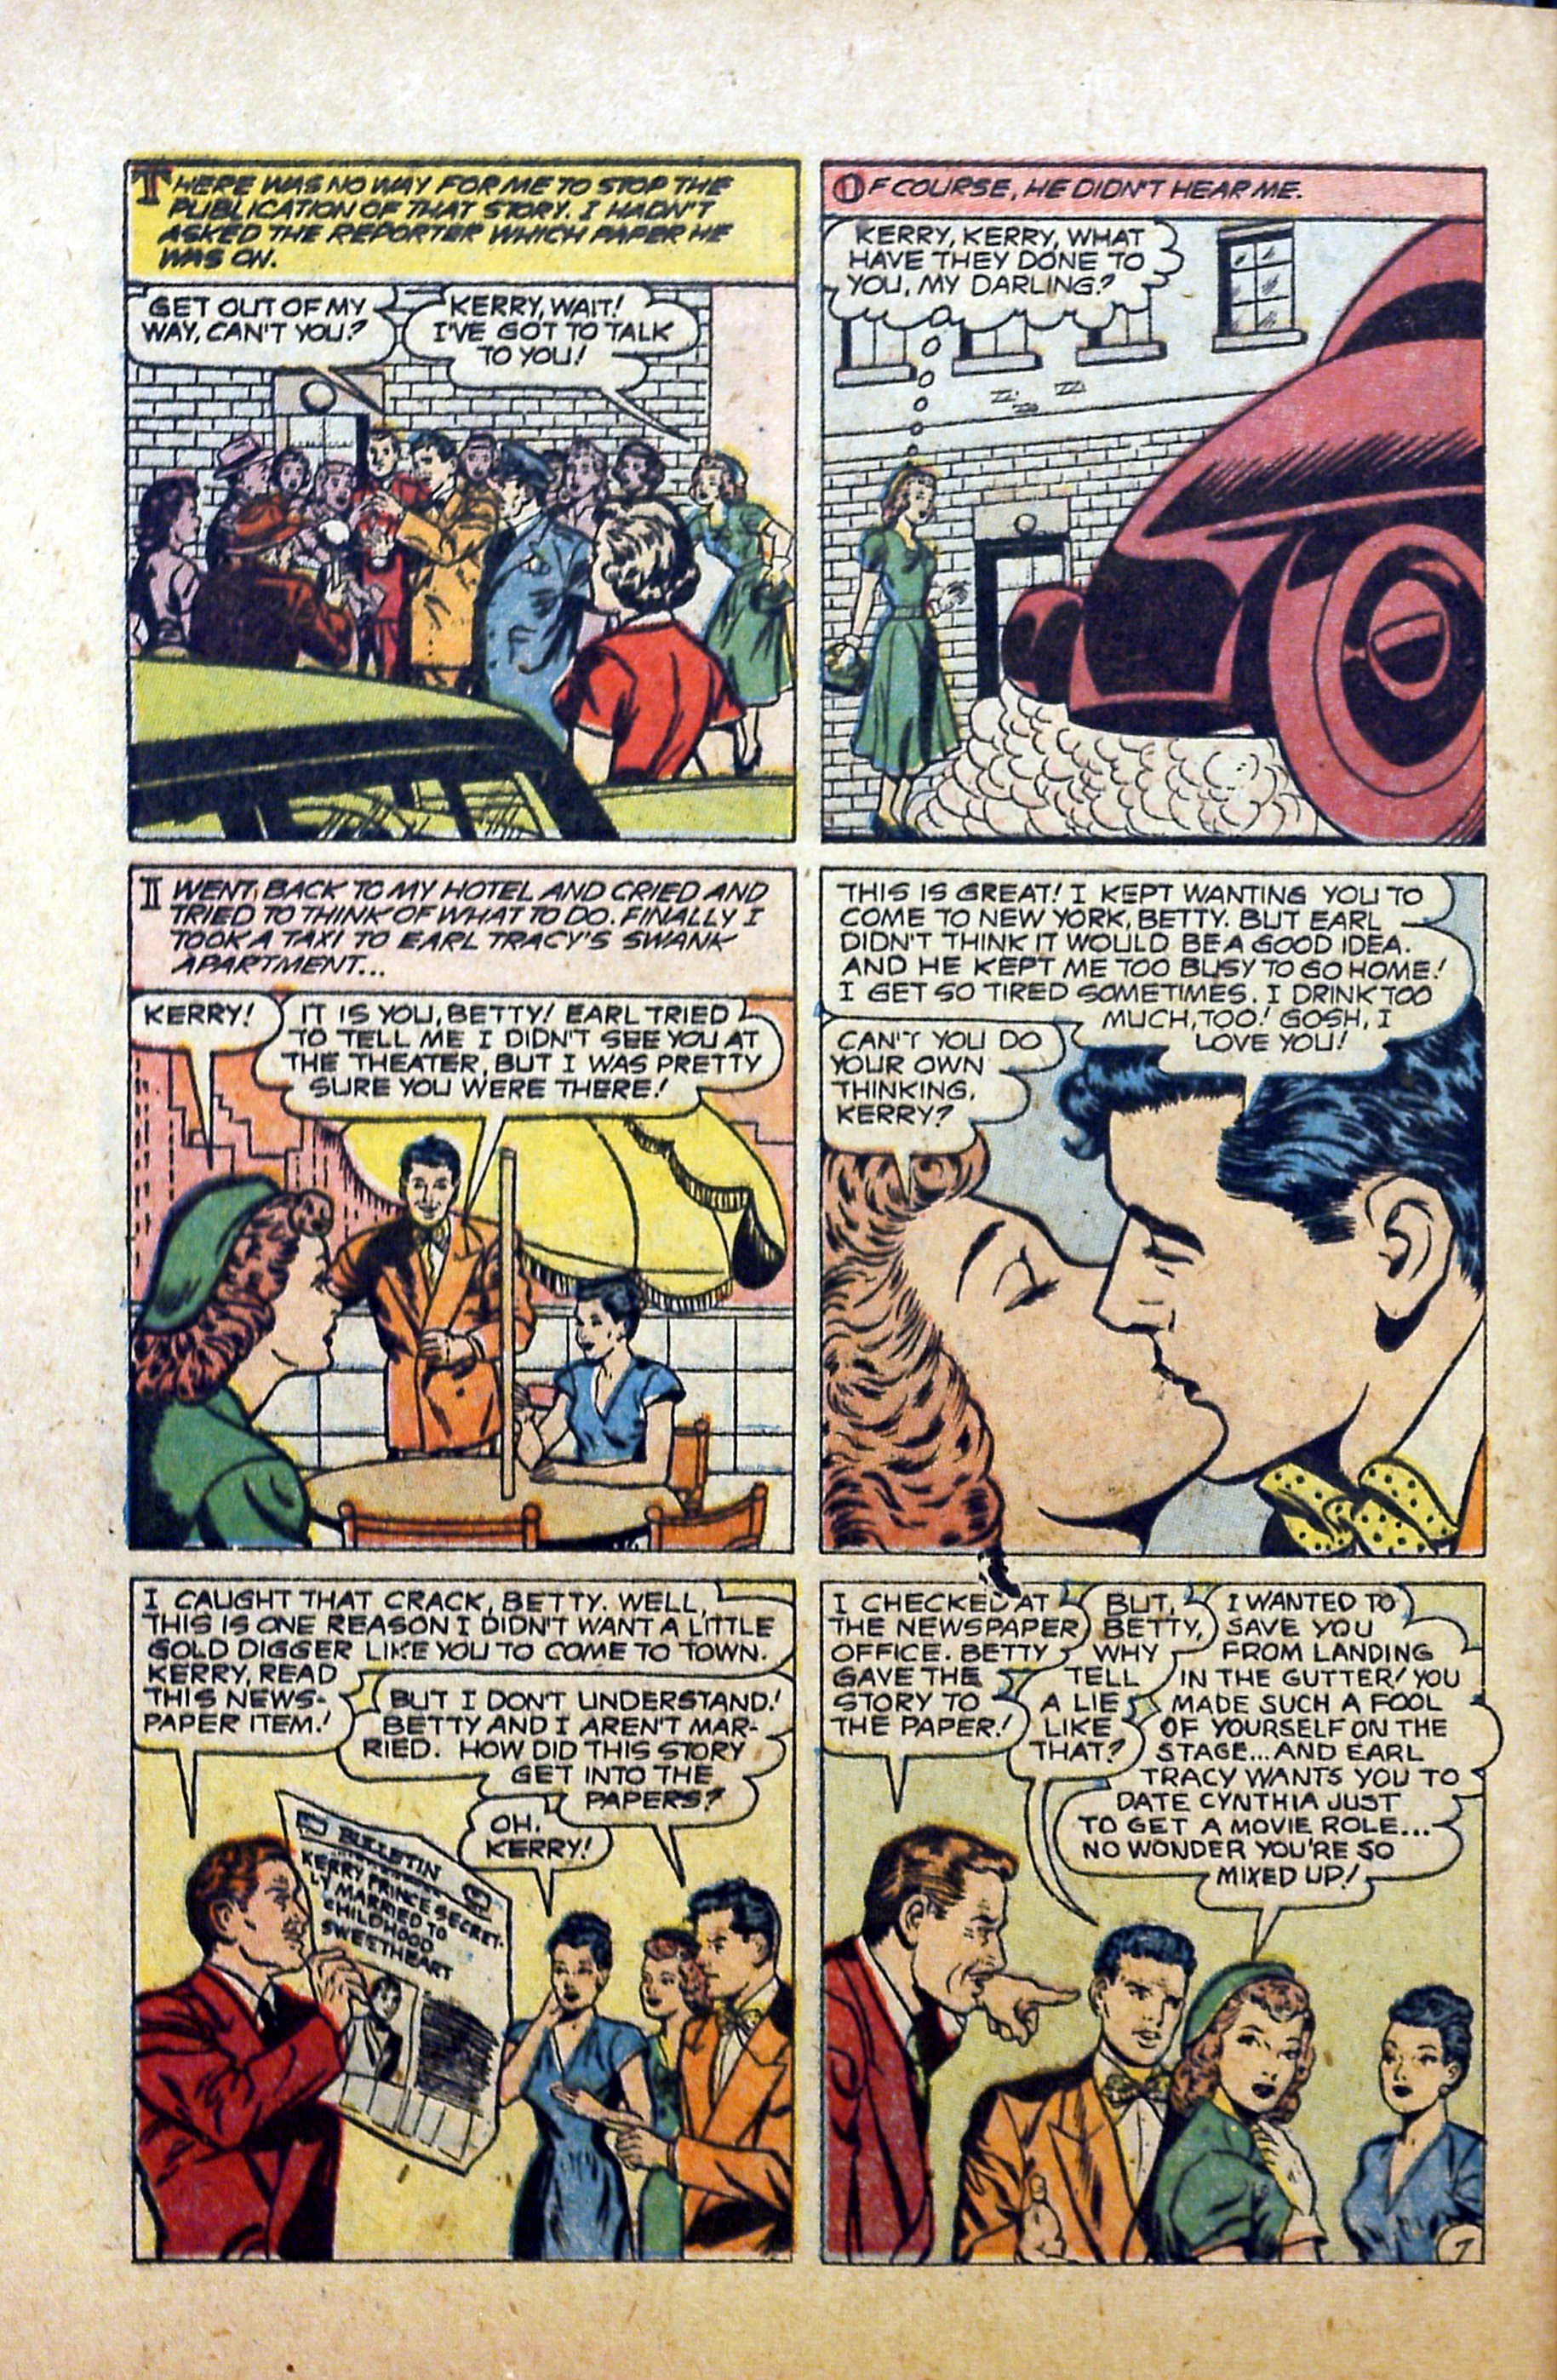 THERE WAS NO WAY FOR ME TO STOP THE
PUBLICATION OF THAT STORY. I HADN'T
ASKED THE REPORTER WHICH PAPER HE
WAS ON.
GET OUT OF MY
WAY, CAN'T YOU?
KERRY, WAIT!
I'VE GOT TO TALK
TO YOU!
OF COURSE, HE DIDN'T HEAR ME.
KERRY, KERRY, WHAT
HAVE THEY DONE TO
YOU, MY DARLING?
I WENT BACK TO MY HOTEL AND CRIED AND
TRIED TO THINK OF WHAT TO DO. FINALLY I
TOOK A TAXI TO EARL TRACY'S SWANK
APARTMENT...
KERRY!
IT IS YOU, BETTY! EARL TRIED
TO TELL ME I DIDN'T SEE YOU AT
THE THEATER, BUT I WAS PRETTY
SURE YOU WERE THERE!
THIS IS GREAT! I KEPT WANTING YOU TO
COME TO NEW YORK, BETTY. BUT EARL
DIDN'T THINK IT WOULD BE A GOOD IDEA.
AND HE KEPT ME TOO BUSY TO GO HOME!
I GET SO TIRED SOMETIMES. I DRINK TOO
MUCH, TOO! GOSH, I
LOVE YOU!
CAN'T YOU DO
YOUR OWN
THINKING,
KERRY?
I CAUGHT THAT CRACK, BETTY. WELL,
THIS IS ONE REASON I DIDN'T WANT A LITTLE
GOLD DIGGER LIKE YOU TO COME TO TOWN.
KERRY, READ
THIS NEWS-
PAPER ITEM!
BUT I DON'T UNDERSTAND!
BETTY AND I AREN'T MAR-
RIED. HOW DID THIS STORY
GET INTO THE
PAPERS?
OH,
KERRY!
BULLETIN
KERRY PRINCE SECRET-
LY MARRIED TO
CHILDHOOD
SWEETHEART
I CHECKED AT
THE NEWSPAPER
OFFICE. BETTY
GAVE THE
STORY TO
THE PAPER!
BUT,
BETTY,
WHY
TELL
A LIE
LIKE
THAT?
I WANTED TO
SAVE YOU
FROM LANDING
IN THE GUTTER! YOU
MADE SUCH A FOOL
OF YOURSELF ON THE
STAGE... AND EARL
TRACY WANTS YOU TO
DATE CYNTHIA JUST
TO GET A MOVIE ROLE...
NO WONDER YOU'RE SO
MIXED UP!
7